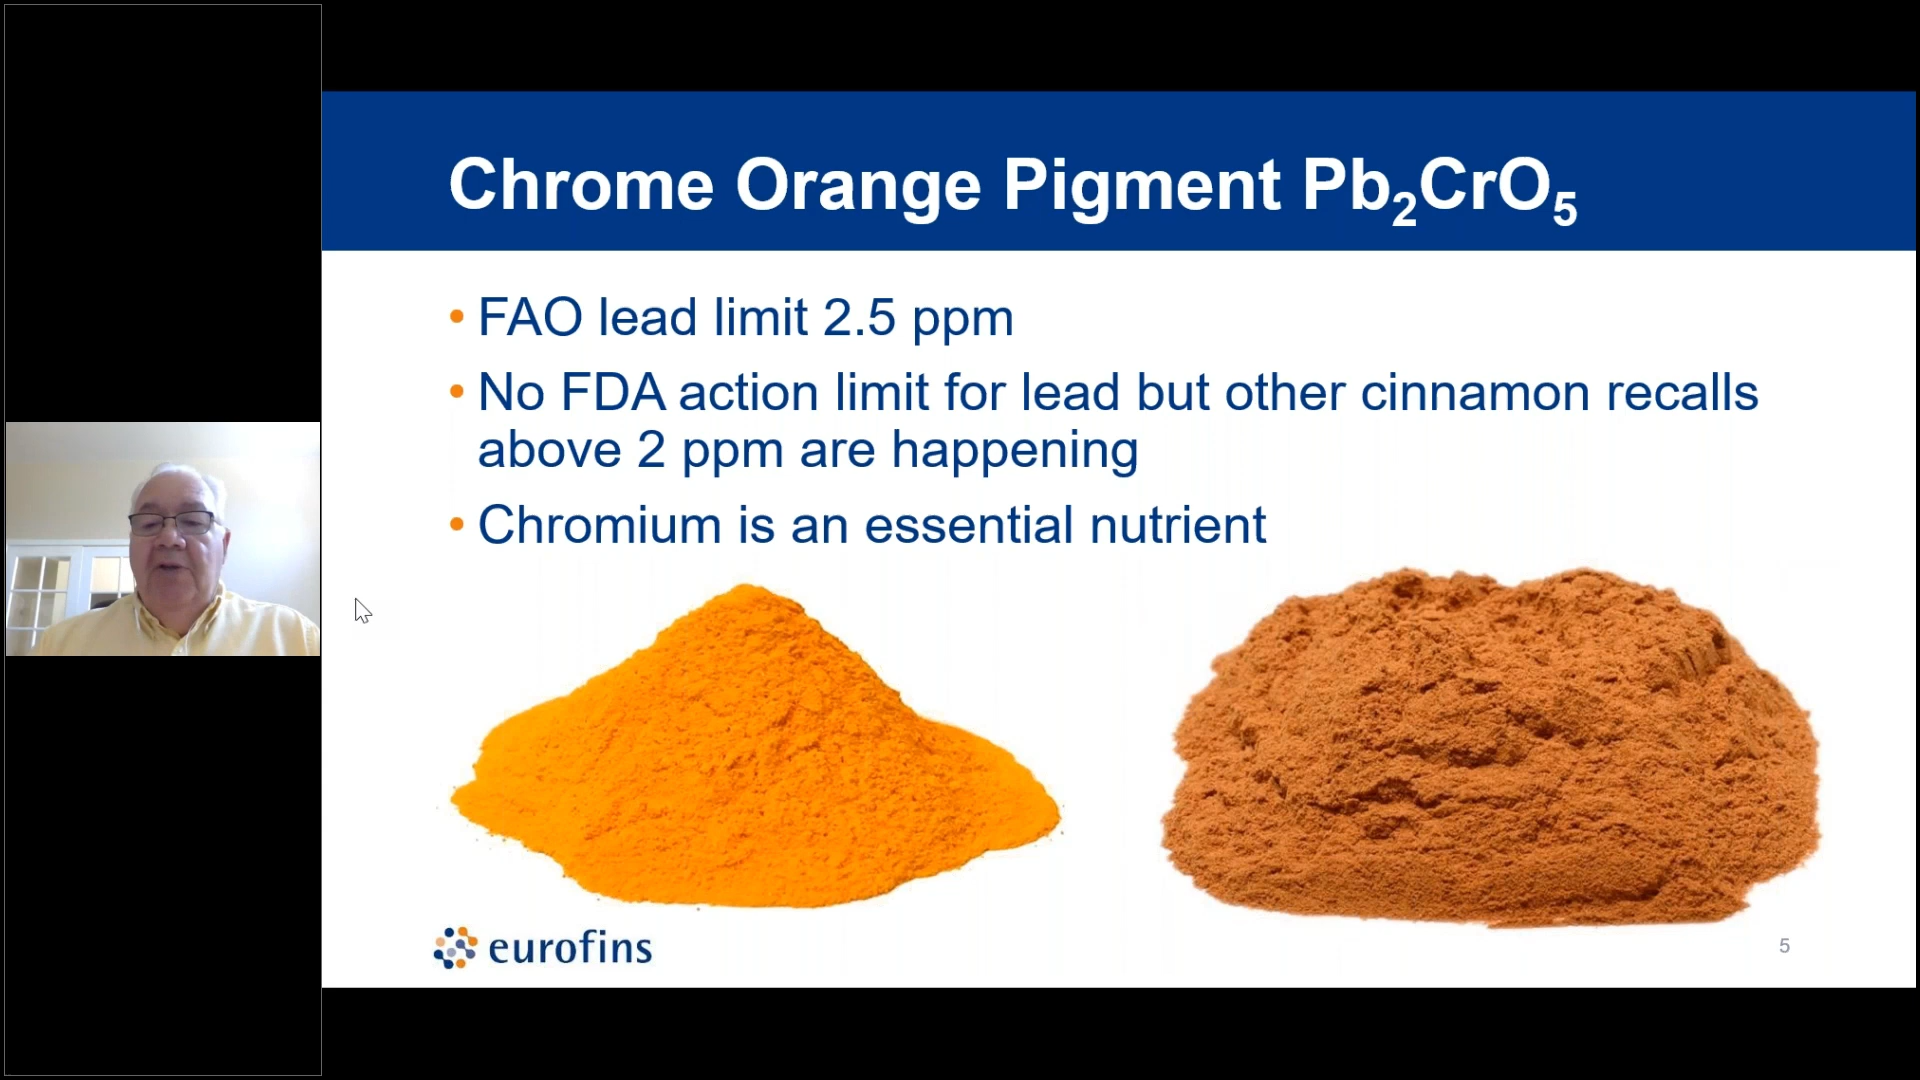 Chrome Orange Pigment Pb₂CrO₅
• FAO lead limit 2.5 ppm
• No FDA action limit for lead but other cinnamon recalls
above 2 ppm are happening
• Chromium is an essential nutrient
eurofins
5